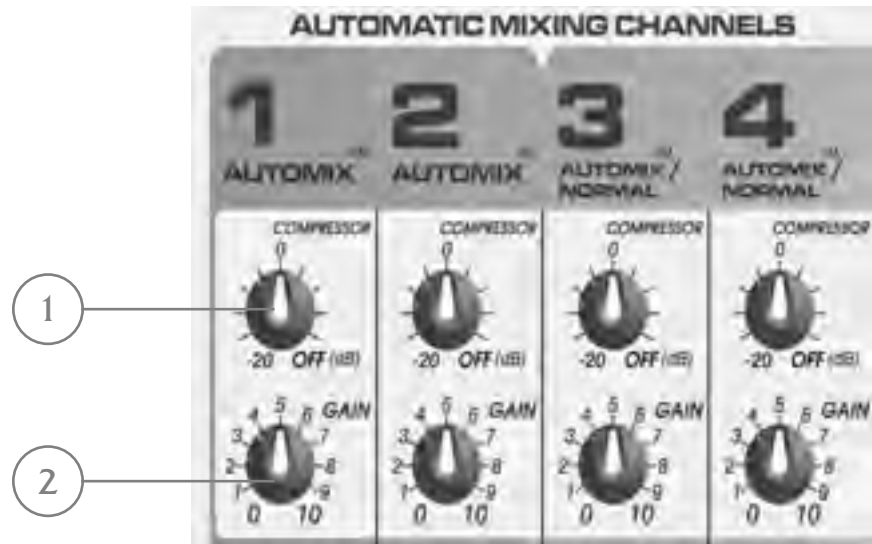 AUTOMATIC MIXING CHANNELS
1 2 3 4
AUTOMIX AUTOMIX AUTOMIX/ AUTOMIX/
NORMAL NORMAL
COMPRESSOR COMPRESSOR COMPRESSOR COMPRESSOR
0 0 0 0
1
-20 OFF (dB) -20 OFF (dB) -20 OFF (dB) -20 OFF (dB)
4 5 6 GAIN 4 5 6 GAIN 4 5 6 GAIN 4 5 6 GAIN
3 7 3 7 3 7 3 7
2 2 8 2 8 2 8 2 8
1 9 1 9 1 9 1 9
0 10 0 10 0 10 0 10